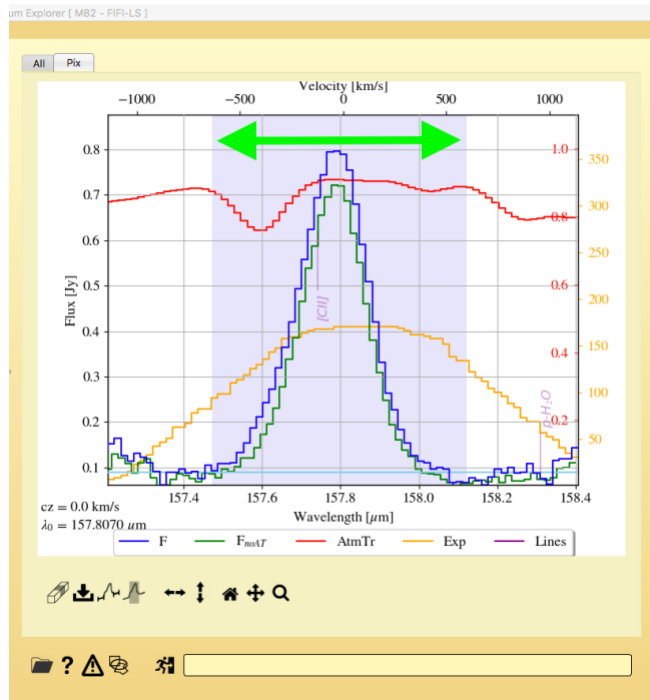 um Explorer [ M82 - FIFI-LS ]
All Pix
Velocity [km/s]
−1000 −500 0 500 1000
0.8 1.0 350
0.7 0.8 300
0.6 250
Flux [Jy]
0.5 0.6 200
[CII]
0.4 0.4 150
0.3 100
p-H₂O
0.2 0.2 50
0.1
157.4 157.6 157.8 158.0 158.2 158.4
cz = 0.0 km/s
λ₀ = 157.8070 μm
Wavelength [μm]
F FₙₒAT AtmTr Exp Lines